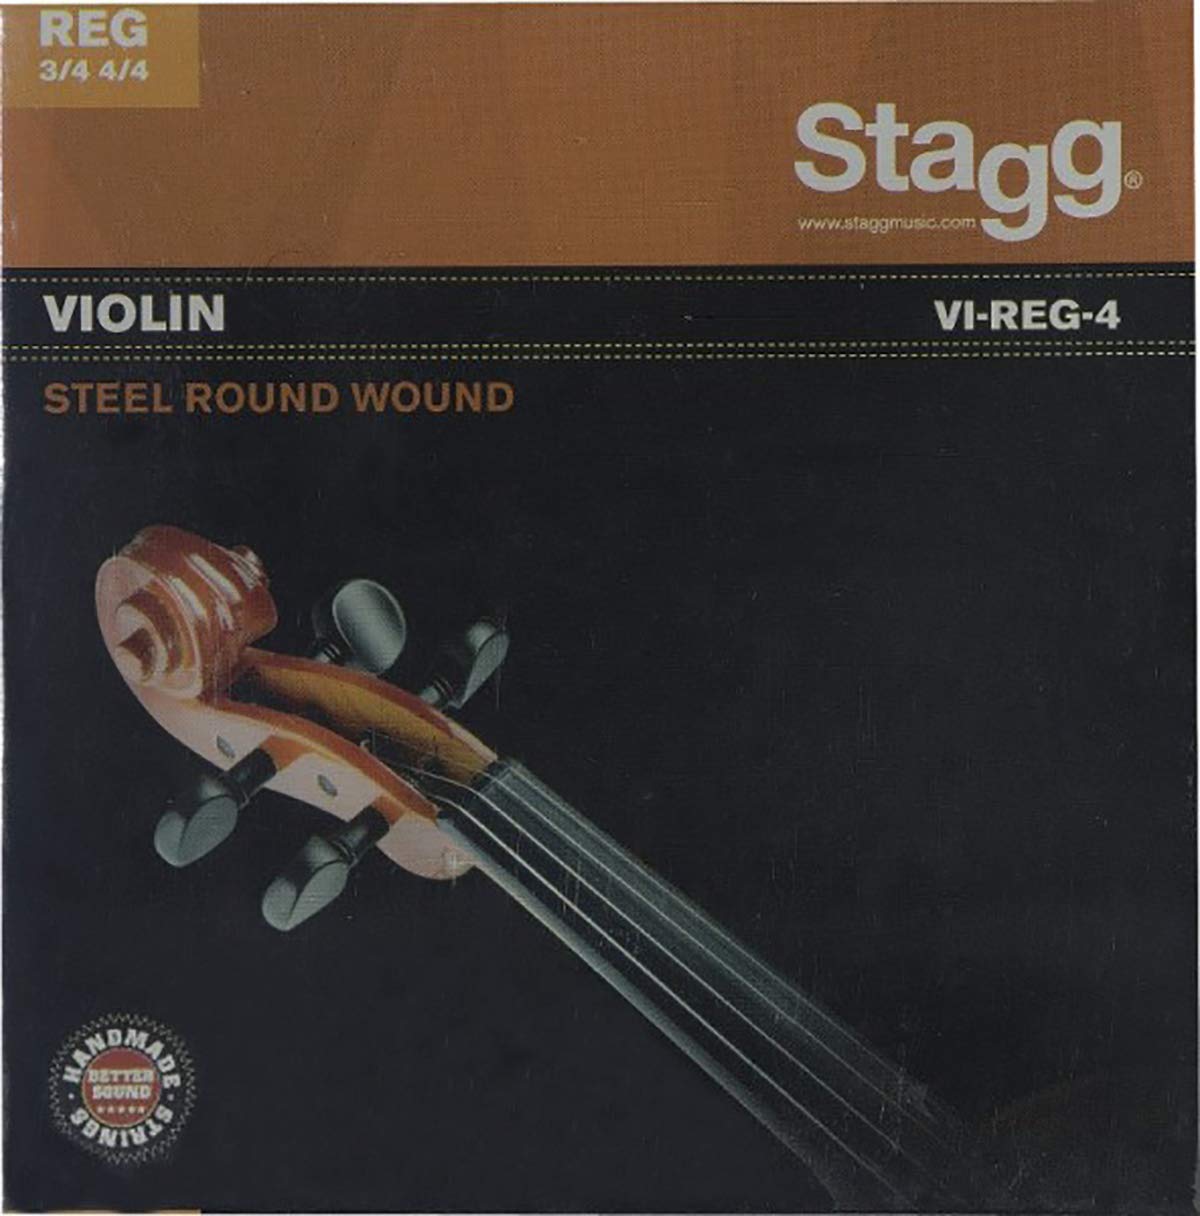 REG
3/4 4/4
Stagg®
www.staggmusic.com
VIOLIN
VI-REG-4
STEEL ROUND WOUND
HANDMADE
BETTER
SOUND
STRINGS